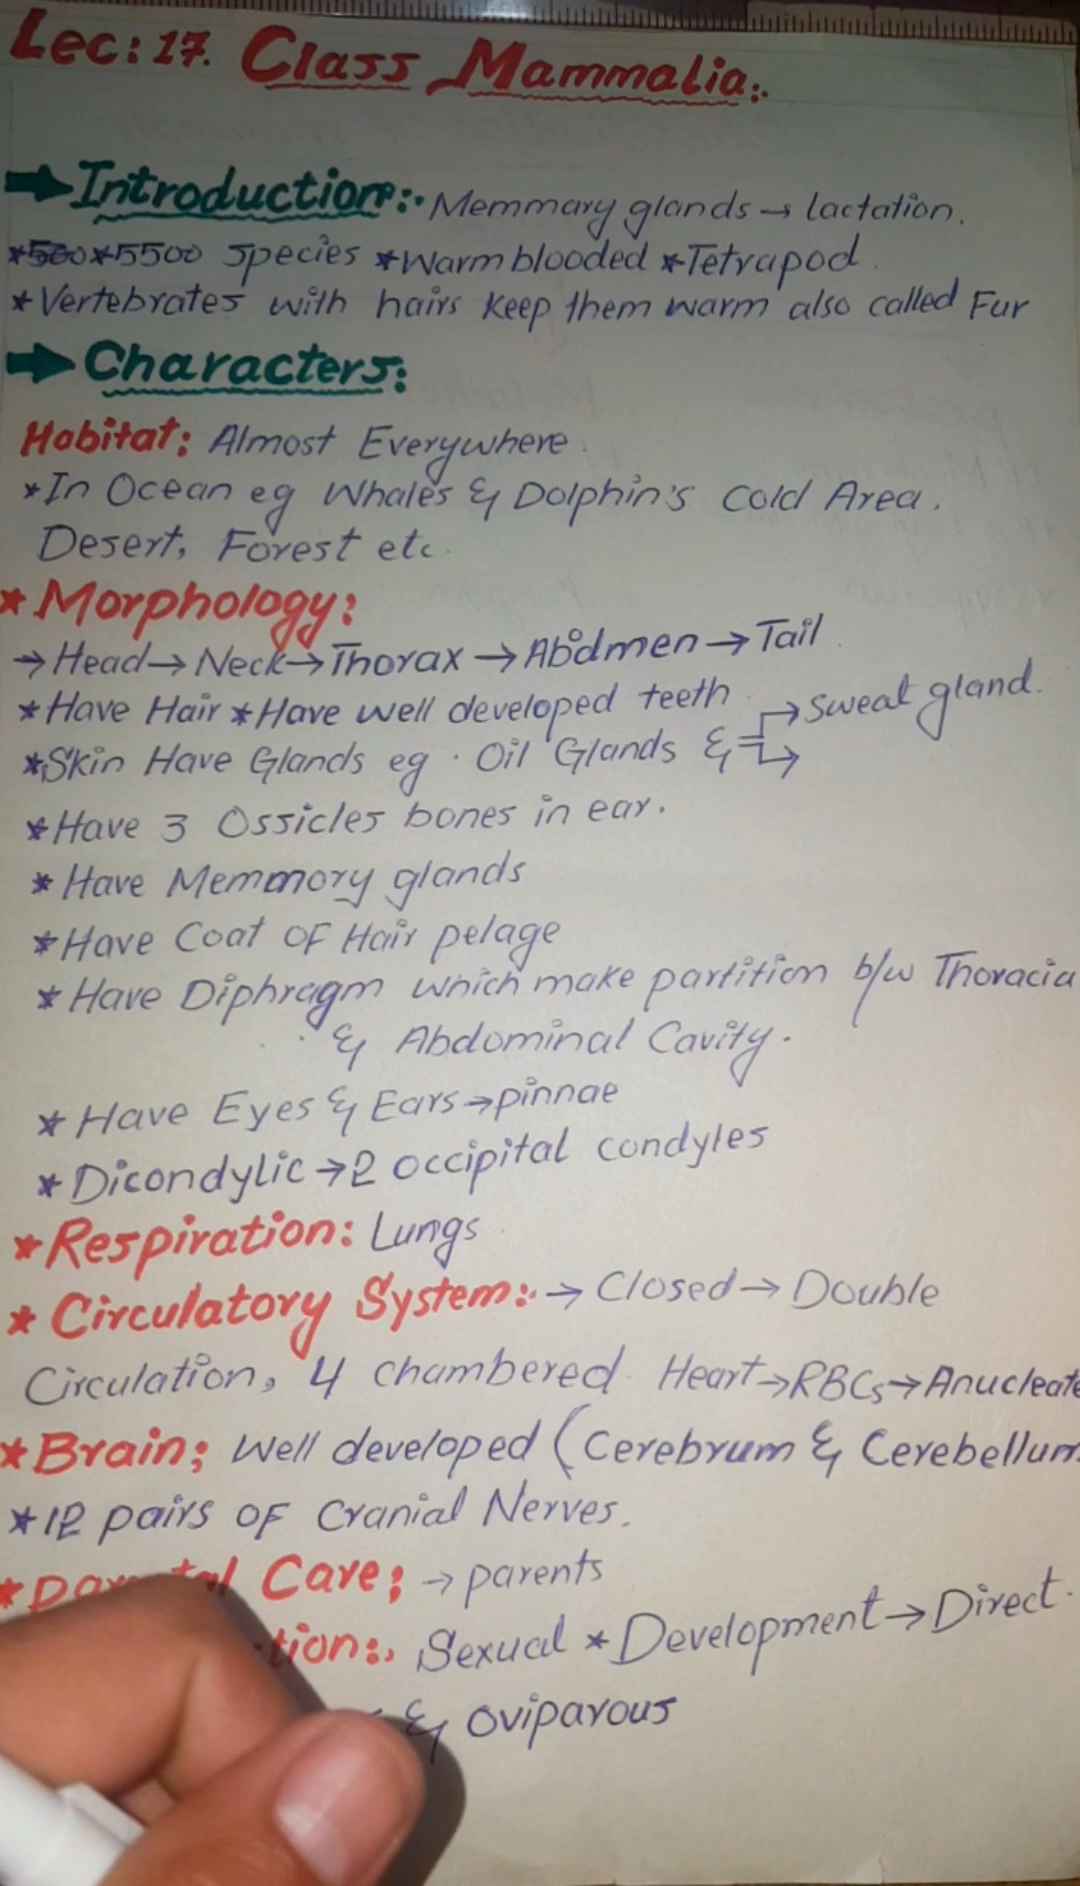 Lec: 17. Class Mammalia:.
➡Introduction:. Memmary glands → lactation.
*5500 species *Warm blooded *Tetrapod.
*Vertebrates with hairs keep them warm also called Fur
➡Characters:
Habitat: Almost Everywhere.
*In Ocean eg Whales & Dolphin's cold Area.
Desert, Forest etc.
*Morphology:
→Head→Neck→Thorax→Abdmen→Tail
*Have Hair *Have well developed teeth
*Skin Have Glands eg. Oil Glands & → Sweat gland.
*Have 3 Ossicles bones in ear.
*Have Memmory glands
*Have Coat OF Hair pelage
*Have Diphragm which make partition b/w Thoracia
& Abdominal Cavity.
*Have Eyes & Ears→pinnae
*Dicondylic→2 occipital condyles
*Respiration: Lungs
*Circulatory System:.→ Closed→ Double
Circulation, 4 chambered Heart→RBCs→Anucleate
*Brain; Well developed (Cerebrum & Cerebellum
*12 pairs OF Cranial Nerves.
Care; → parents
tion:. Sexual *Development→Direct.
& oviparous